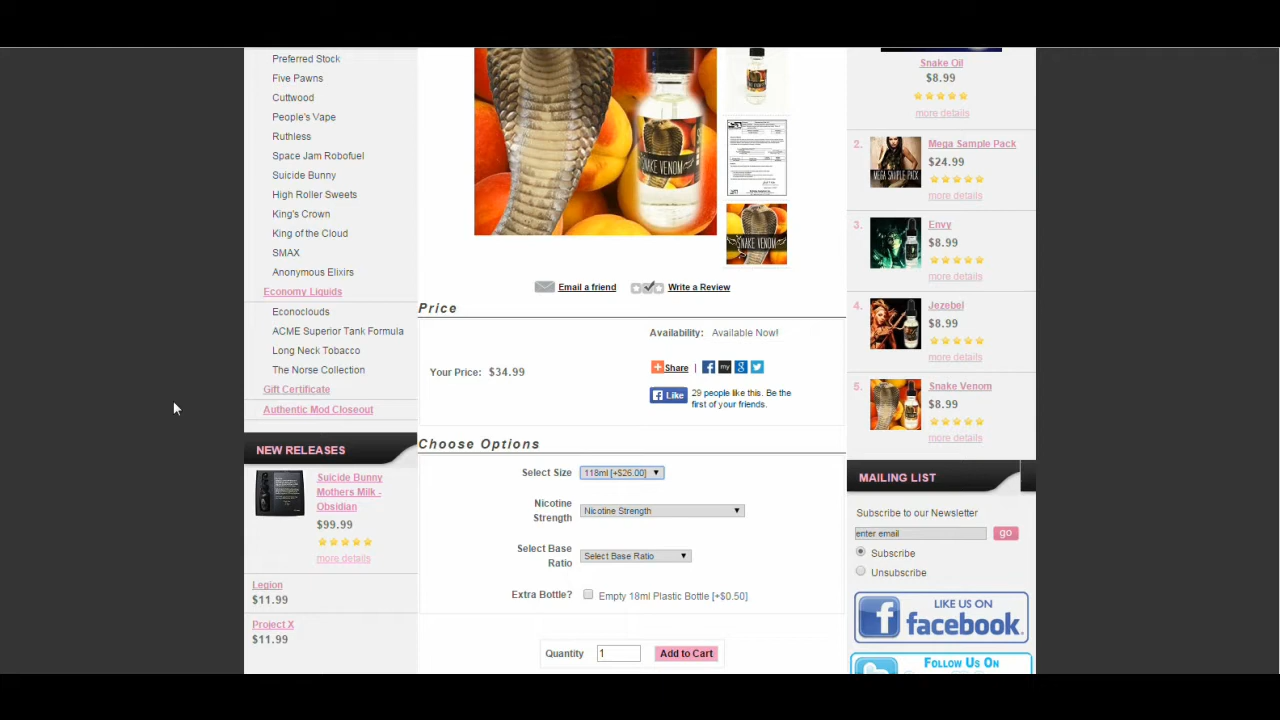 Preferred Stock
Five Pawns
Cuttwood
People's Vape
Ruthless
Space Jam Robofuel
Suicide Bunny
High Roller Sweets
King's Crown
King of the Cloud
SMAX
Anonymous Elixirs
Economy Liquids
Econoclouds
ACME Superior Tank Formula
Long Neck Tobacco
The Norse Collection
Gift Certificate
Authentic Mod Closeout
NEW RELEASES
Suicide Bunny
Mothers Milk -
Obsidian
$99.99
more details
Legion
$11.99
Project X
$11.99
SNAKE VENOM
SNAKE VENOM
Email a friend
Write a Review
Price
Availability: Available Now!
Your Price: $34.99
Share |
Like
29 people like this. Be the
first of your friends.
Choose Options
Select Size 118ml [+$26.00]
Nicotine
Strength
Nicotine Strength
Select Base
Ratio
Select Base Ratio
Extra Bottle? Empty 18ml Plastic Bottle [+$0.50]
Quantity 1 Add to Cart
Snake Oil
$8.99
more details
2. Mega Sample Pack
MEGA SAMPLE PACK
$24.99
more details
3. Envy
$8.99
more details
4. Jezebel
$8.99
more details
5. Snake Venom
$8.99
more details
MAILING LIST
Subscribe to our Newsletter
enter email go
Subscribe
Unsubscribe
LIKE US ON
facebook.
FOLLOW US ON